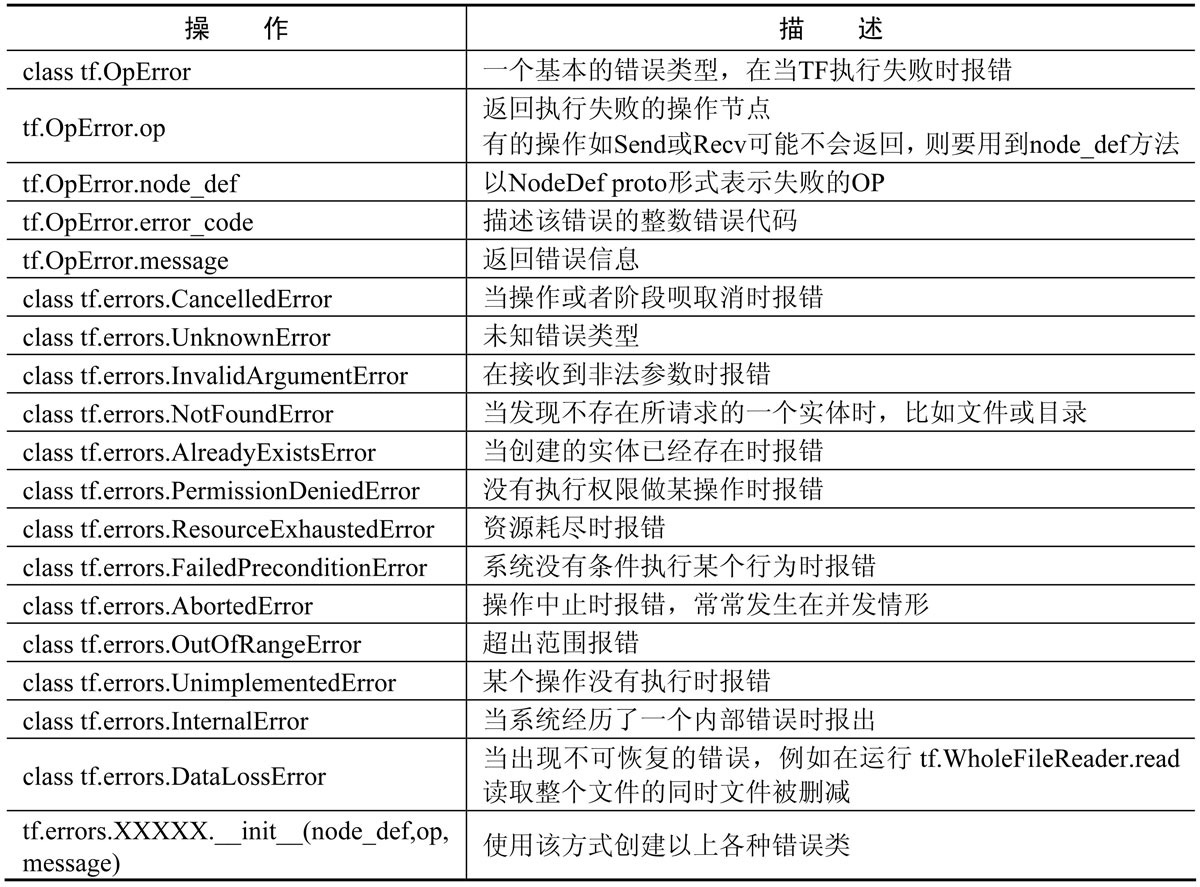 操 作 描 述
class tf.OpError 一个基本的错误类型，在当TF执行失败时报错
tf.OpError.op 返回执行失败的操作节点
有的操作如Send或Recv可能不会返回，则要用到node_def方法
tf.OpError.node_def 以NodeDef proto形式表示失败的OP
tf.OpError.error_code 描述该错误的整数错误代码
tf.OpError.message 返回错误信息
class tf.errors.CancelledError 当操作或者阶段呗取消时报错
class tf.errors.UnknownError 未知错误类型
class tf.errors.InvalidArgumentError 在接收到非法参数时报错
class tf.errors.NotFoundError 当发现不存在所请求的一个实体时，比如文件或目录
class tf.errors.AlreadyExistsError 当创建的实体已经存在时报错
class tf.errors.PermissionDeniedError 没有执行权限做某操作时报错
class tf.errors.ResourceExhaustedError 资源耗尽时报错
class tf.errors.FailedPreconditionError 系统没有条件执行某个行为时报错
class tf.errors.AbortedError 操作中止时报错，常常发生在并发情形
class tf.errors.OutOfRangeError 超出范围报错
class tf.errors.UnimplementedError 某个操作没有执行时报错
class tf.errors.InternalError 当系统经历了一个内部错误时报出
class tf.errors.DataLossError 当出现不可恢复的错误，例如在运行 tf.WholeFileReader.read
读取整个文件的同时文件被删减
tf.errors.XXXXX.__init__(node_def,op,
message) 使用该方式创建以上各种错误类